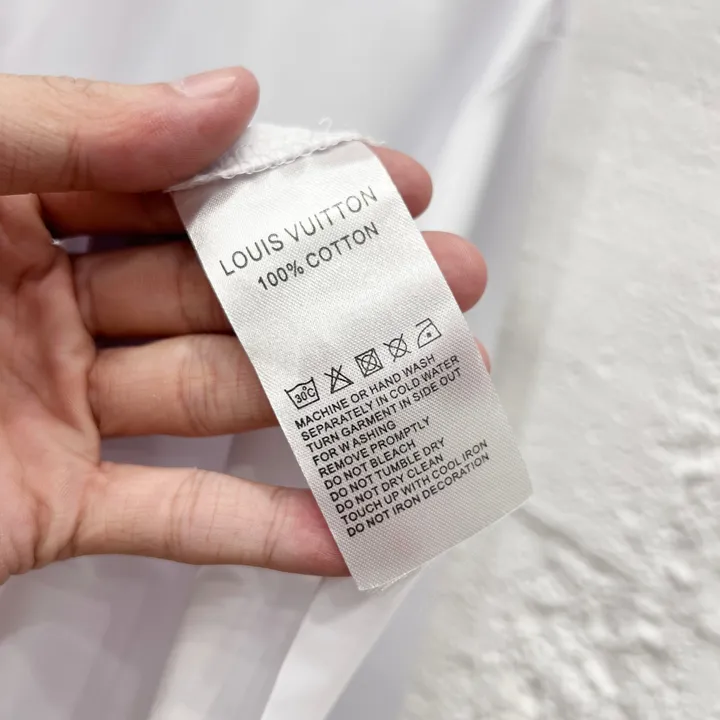 LOUIS VUITTON
100% COTTON
30C
MACHINE OR HAND WASH
SEPARATELY IN COLD WATER
TURN GARMENT IN SIDE OUT
FOR WASHING
REMOVE PROMPTLY
DO NOT BLEACH
DO NOT TUMBLE DRY
DO NOT DRY CLEAN
TOUCH UP WITH COOL IRON
DO NOT IRON DECORATION